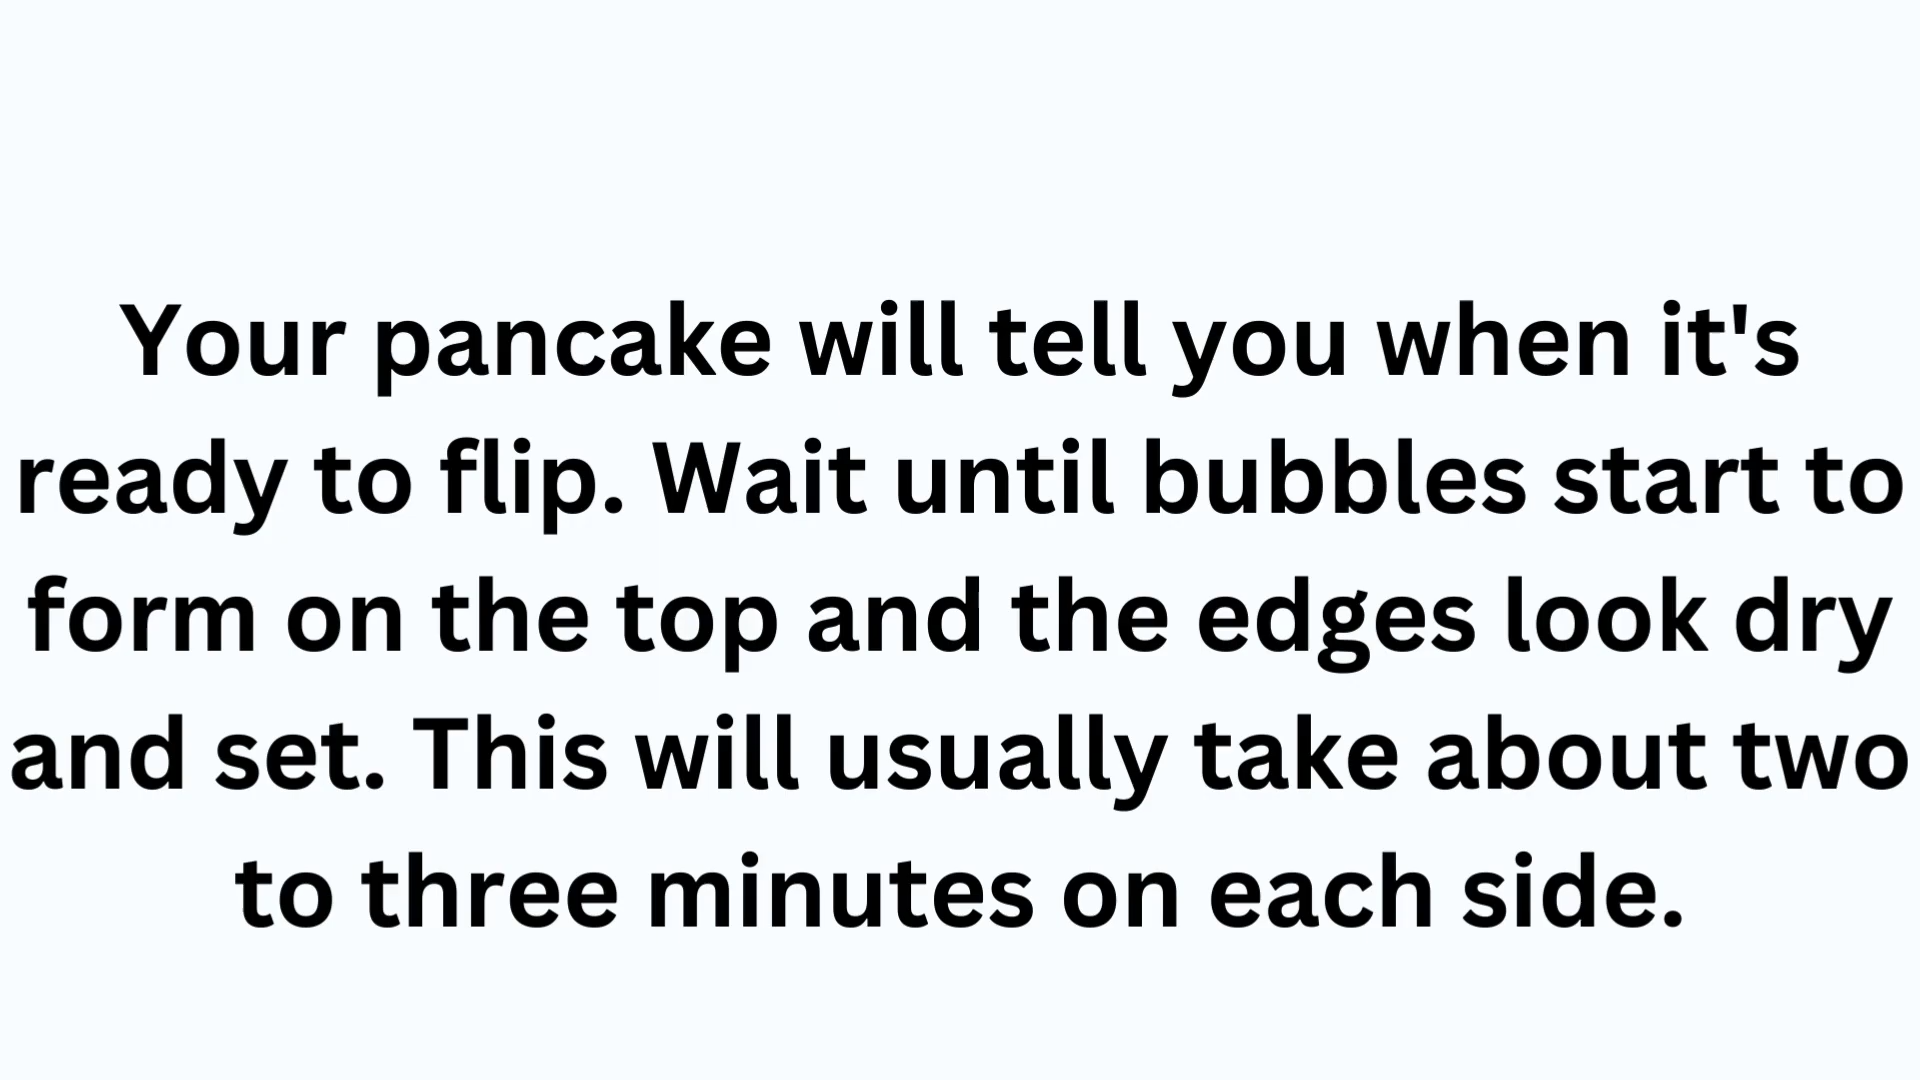 Your pancake will tell you when it's
ready to flip. Wait until bubbles start to
form on the top and the edges look dry
and set. This will usually take about two
to three minutes on each side.